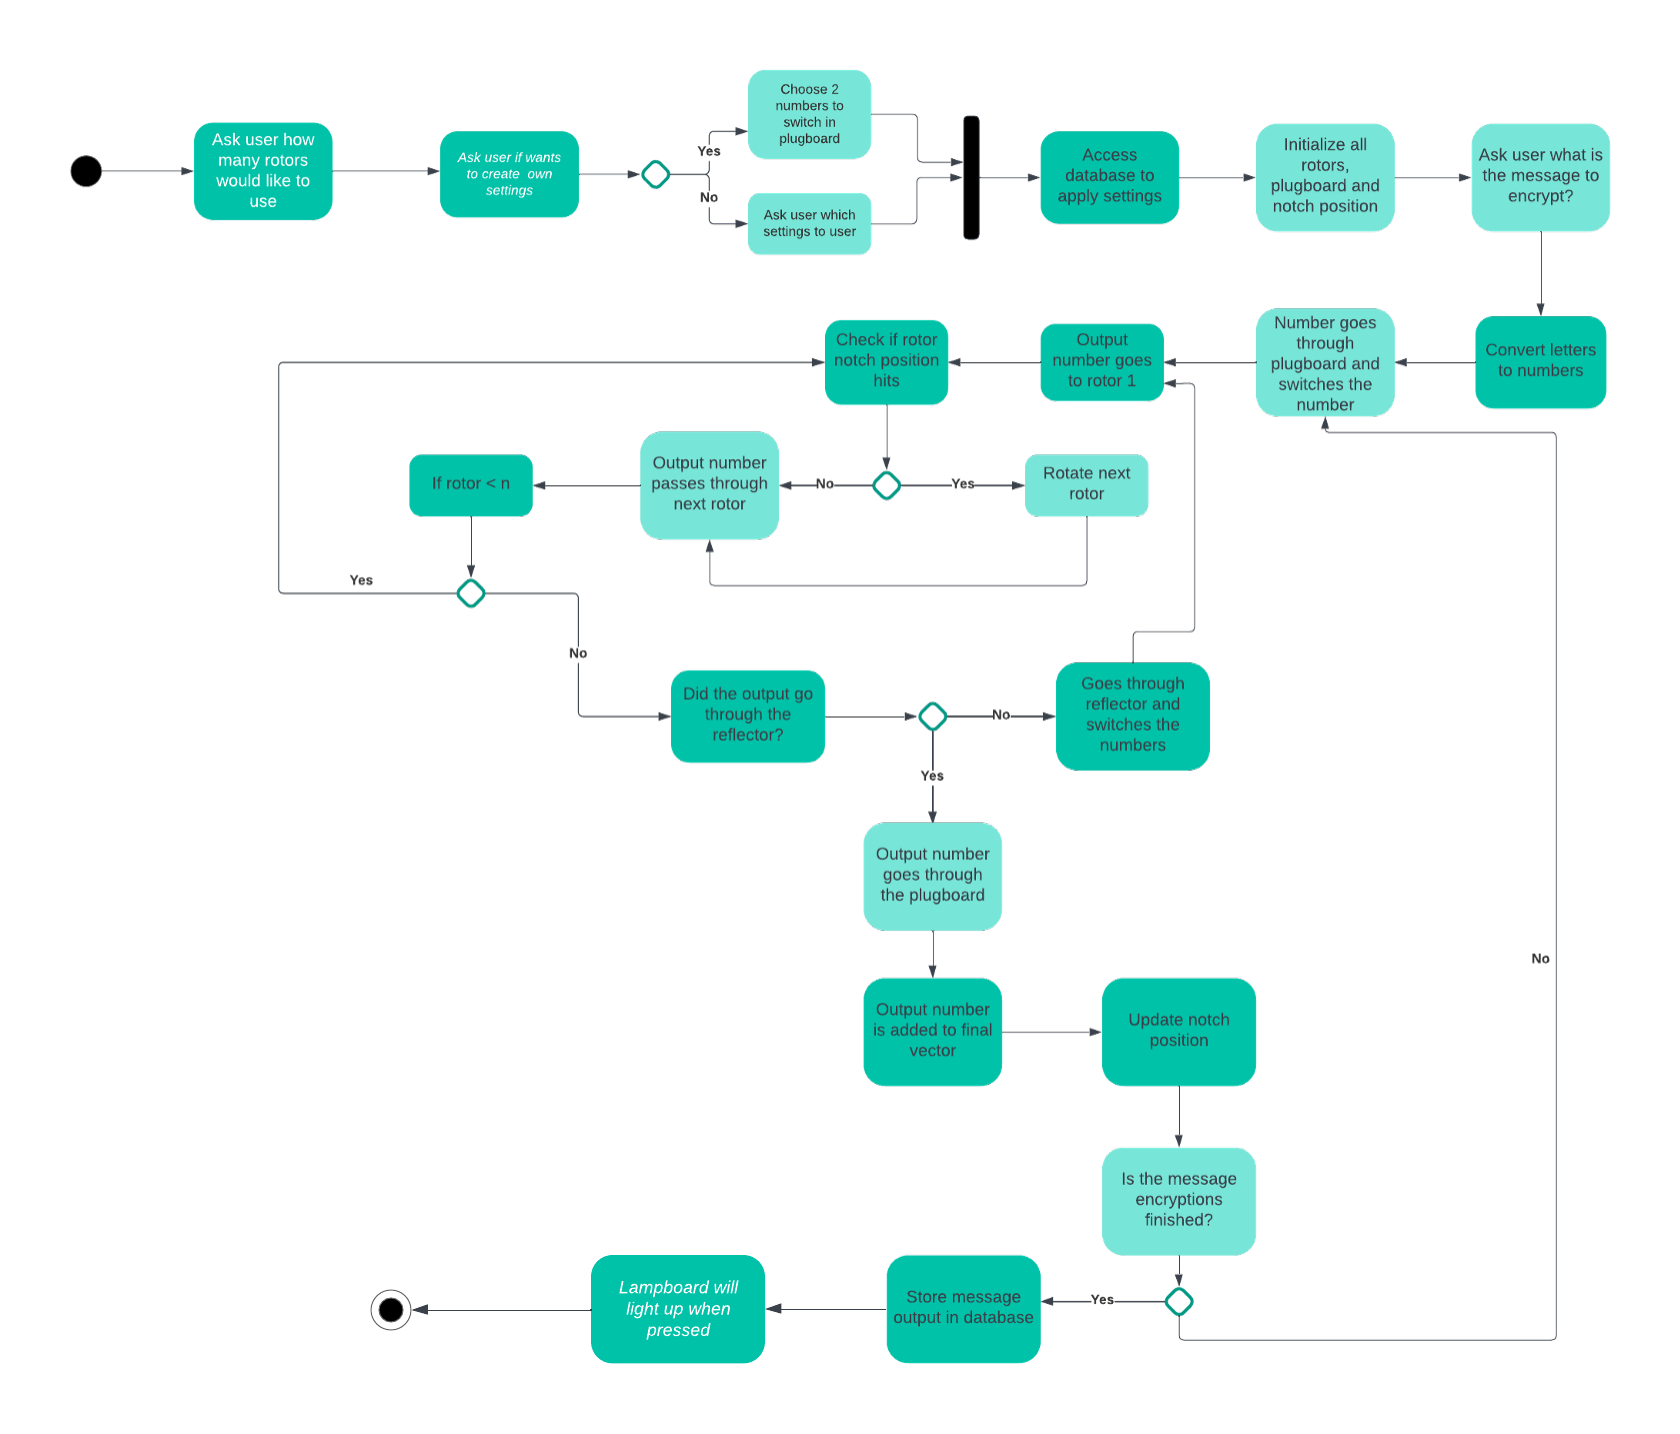 Ask user how
many rotors
would like to
use
Ask user if wants
to create own
settings
Yes
No
Choose 2
numbers to
switch in
plugboard
Ask user which
settings to user
Access
database to
apply settings
Initialize all
rotors,
plugboard and
notch position
Ask user what is
the message to
encrypt?
Convert letters
to numbers
Number goes
through
plugboard and
switches the
number
Output
number goes
to rotor 1
Check if rotor
notch position
hits
No
Yes
Rotate next
rotor
Output number
passes through
next rotor
If rotor < n
Yes
No
Did the output go
through the
reflector?
No
Goes through
reflector and
switches the
numbers
Yes
Output number
goes through
the plugboard
Output number
is added to final
vector
Update notch
position
Is the message
encryptions
finished?
No
Yes
Store message
output in database
Lampboard will
light up when
pressed